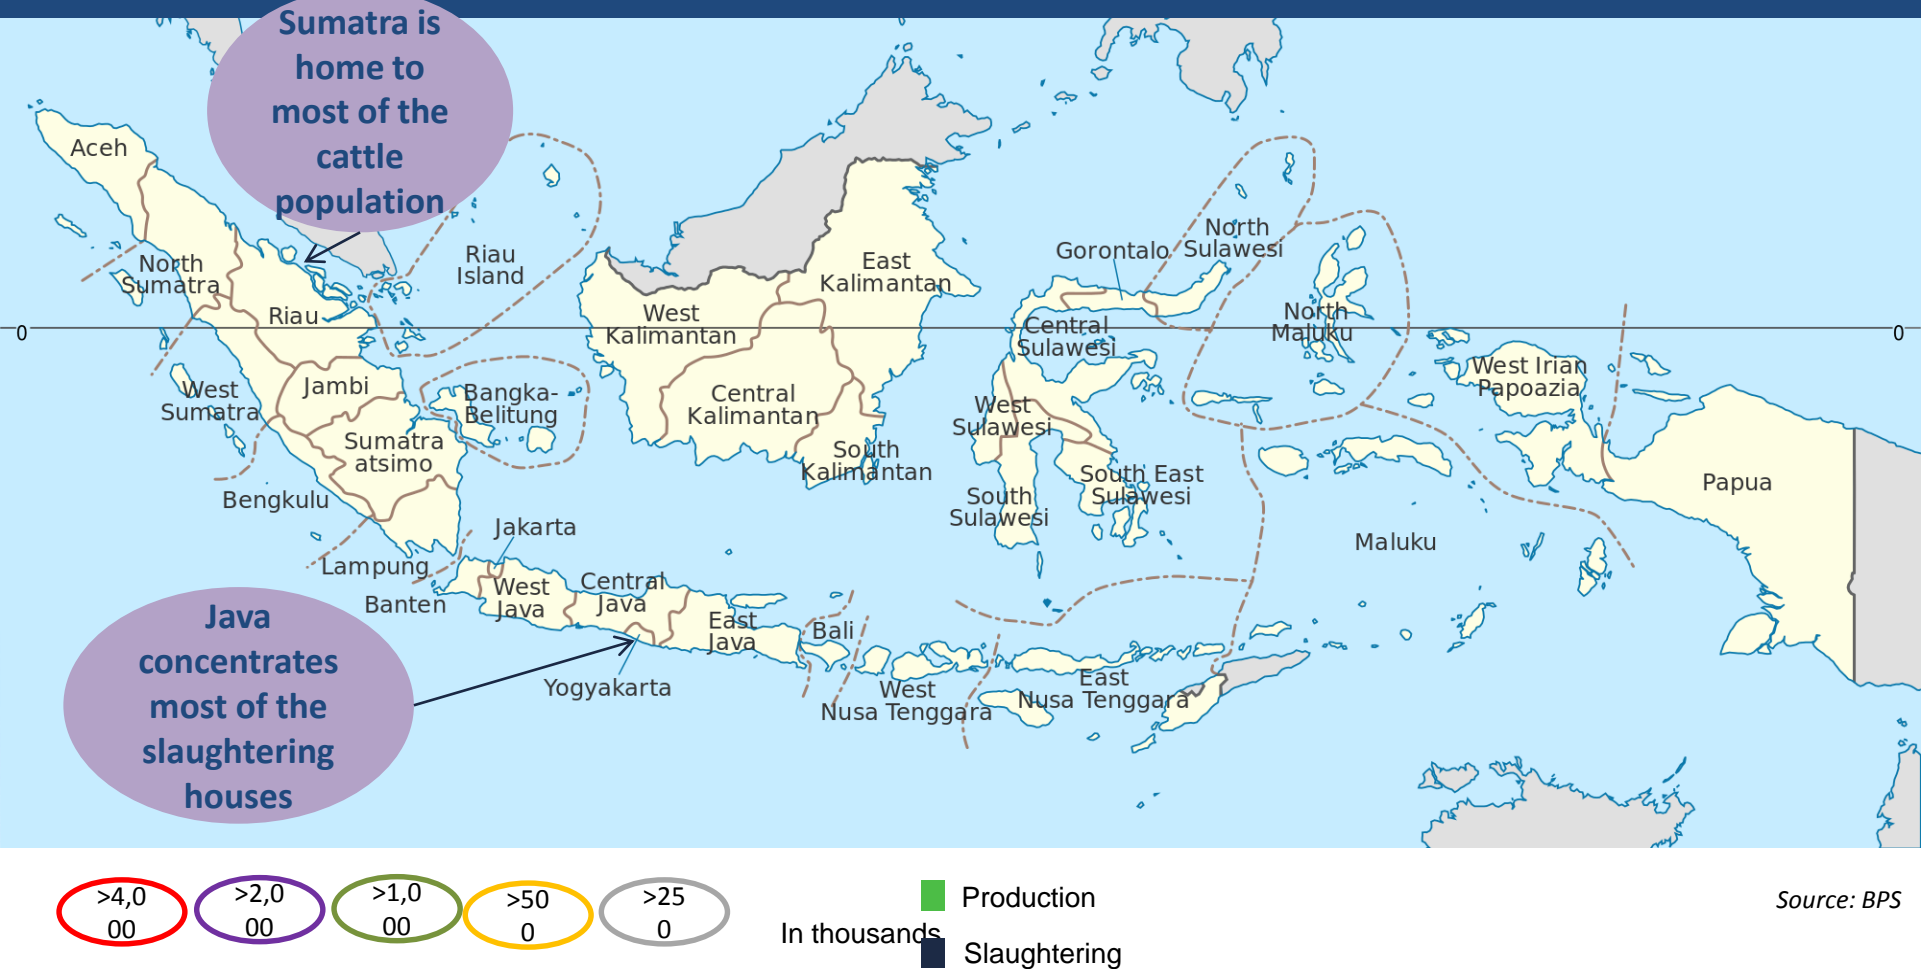 Sumatra is
home to
most of the
cattle
population
Aceh
North
Sumatra
Riau
Riau
Island
West
Sumatra
Jambi
Bangka-
Belitung
Sumatra
atsimo
Bengkulu
Lampung
Jakarta
Banten
West
Java
Central
Java
East
Java
Yogyakarta
Bali
West
Nusa Tenggara
East
Nusa Tenggara
West
Kalimantan
Central
Kalimantan
East
Kalimantan
South
Kalimantan
Gorontalo
North
Sulawesi
Central
Sulawesi
West
Sulawesi
South
Sulawesi
South East
Sulawesi
North
Maluku
Maluku
West Irian
Papoazia
Papua
0
0
Java
concentrates
most of the
slaughtering
houses
>4,0
00
>2,0
00
>1,0
00
>50
0
>25
0
In thousands
Production
Slaughtering
Source: BPS